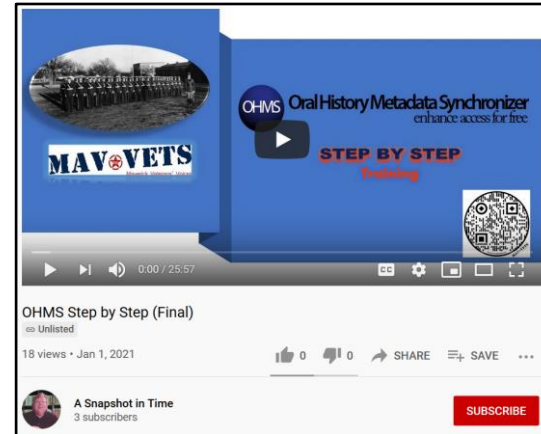 OHMS Oral History Metadata Synchronizer
enhance access for free
MAV VETS
Maverick Veterans' Voices
STEP BY STEP
Training
0:00 / 25:57
CC
OHMS Step by Step (Final)
Unlisted
18 views • Jan 1, 2021
0
0
SHARE
SAVE
A Snapshot in Time
3 subscribers
SUBSCRIBE